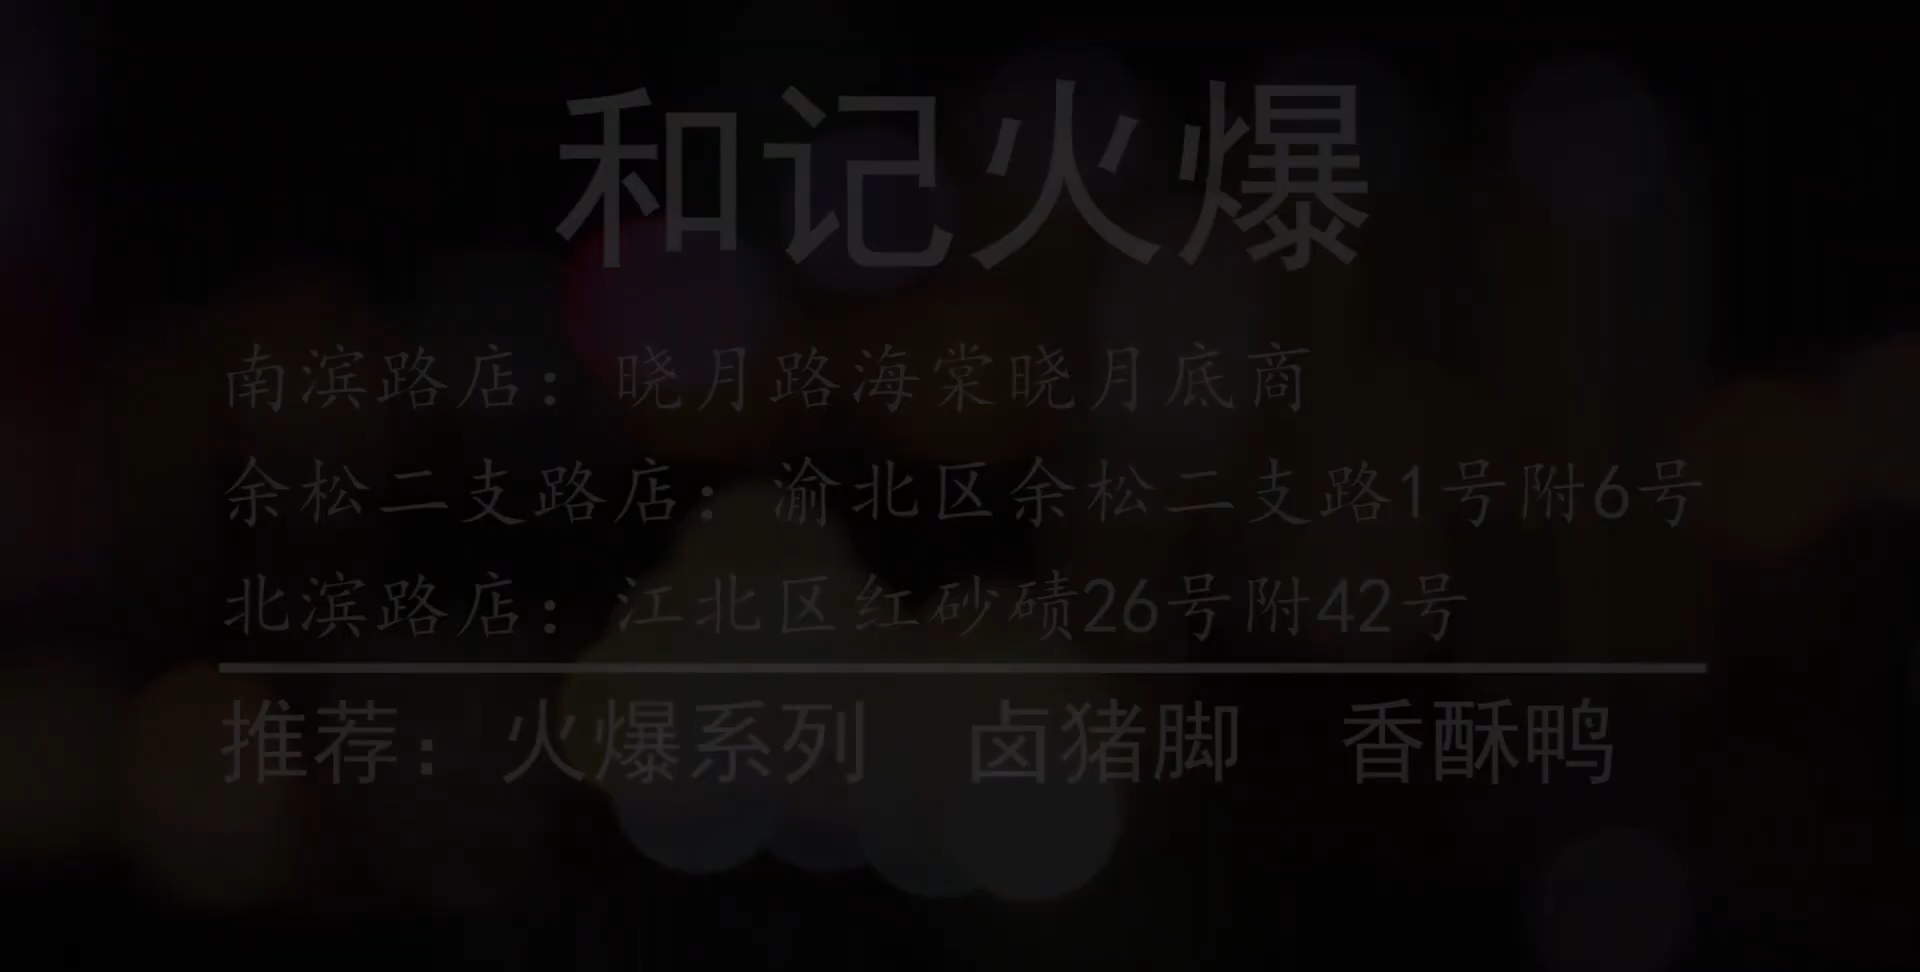 和记火爆
南滨路店：晓月路海棠晓月底商
余松二支路店：渝北区余松二支路1号附6号
北滨路店：江北区红砂碛26号附42号
推荐：火爆系列 卤猪脚 香酥鸭